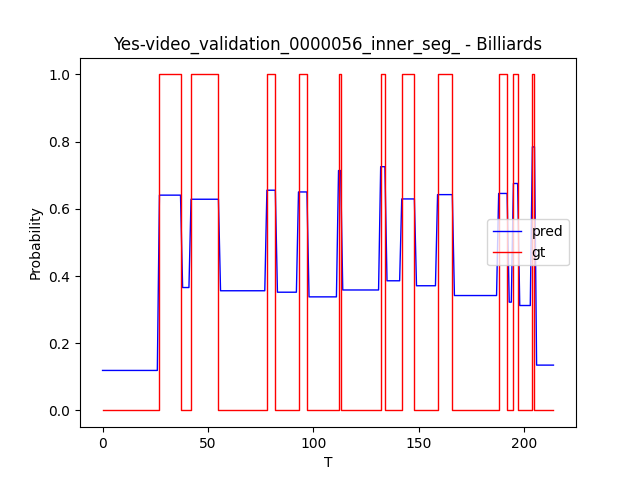 Yes-video_validation_0000056_inner_seg_ - Billiards
1.0
0.8
0.6
0.4
0.2
0.0
Probability
pred
gt
0
50
100
150
200
T